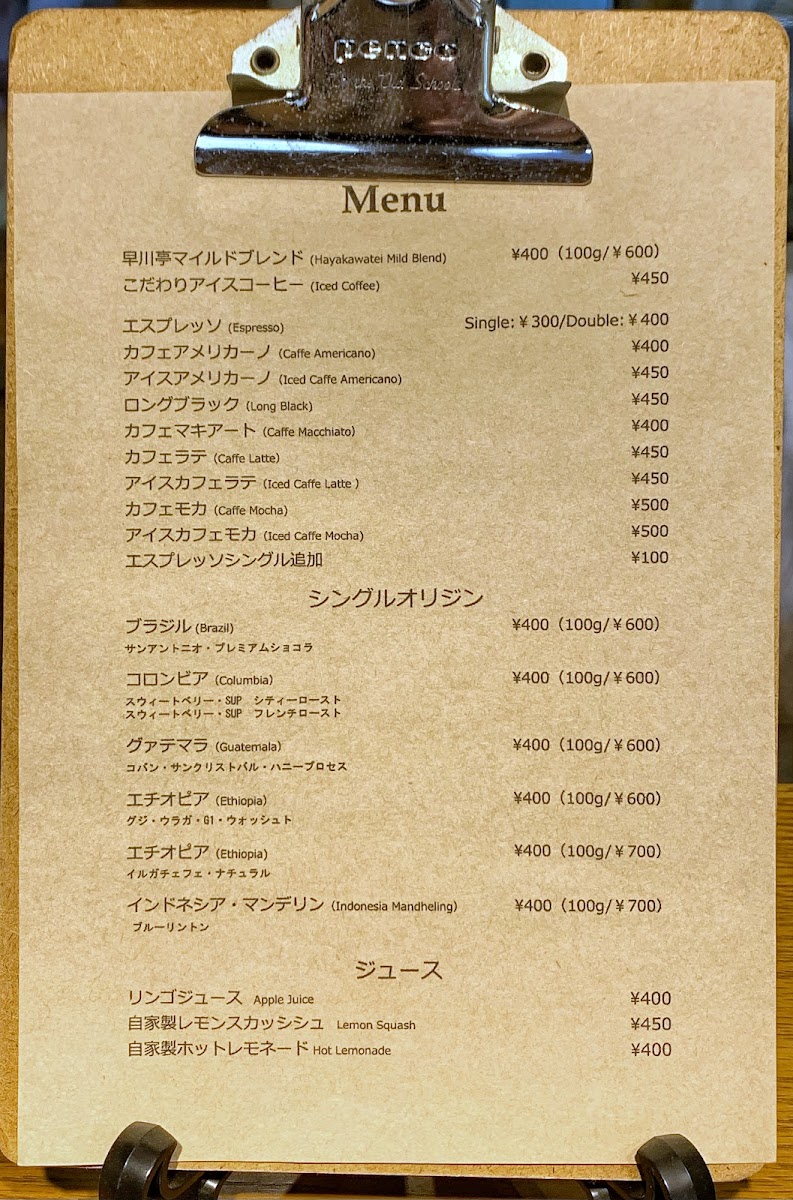 penco
Menu
早川亭マイルドブレンド (Hayakawatei Mild Blend) ¥400（100g/￥600）
こだわりアイスコーヒー (Iced Coffee) ¥450
エスプレッソ (Espresso) Single:￥300/Double:￥400
カフェアメリカーノ (Caffe Americano) ¥400
アイスアメリカーノ (Iced Caffe Americano) ¥450
ロングブラック (Long Black) ¥450
カフェマキアート (Caffe Macchiato) ¥400
カフェラテ (Caffe Latte) ¥450
アイスカフェラテ (Iced Caffe Latte ) ¥450
カフェモカ (Caffe Mocha) ¥500
アイスカフェモカ (Iced Caffe Mocha) ¥500
エスプレッソシングル追加 ¥100
シングルオリジン
ブラジル (Brazil) ¥400（100g/￥600）
サンアントニオ・プレミアムショコラ
コロンビア (Columbia) ¥400（100g/￥600）
スウィートベリー・SUP　シティーロースト
スウィートベリー・SUP　フレンチロースト
グァテマラ (Guatemala) ¥400（100g/￥600）
コバン・サンクリストバル・ハニープロセス
エチオピア (Ethiopia) ¥400（100g/￥600）
グジ・ウラガ・G1・ウォッシュト
エチオピア (Ethiopia) ¥400（100g/￥700）
イルガチェフェ・ナチュラル
インドネシア・マンデリン (Indonesia Mandheling) ¥400（100g/￥700）
ブルーリントン
ジュース
リンゴジュース Apple Juice ¥400
自家製レモンスカッシシュ Lemon Squash ¥450
自家製ホットレモネード Hot Lemonade ¥400